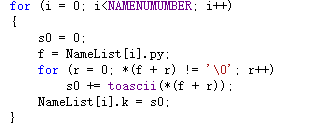 for (i = 0; i<NAMENUMUMBER; i++)
{
s0 = 0;
f = NameList[i].py;
for (r = 0; *(f + r) != '\0'; r++)
s0 += toascii(*(f + r));
NameList[i].k = s0;
}